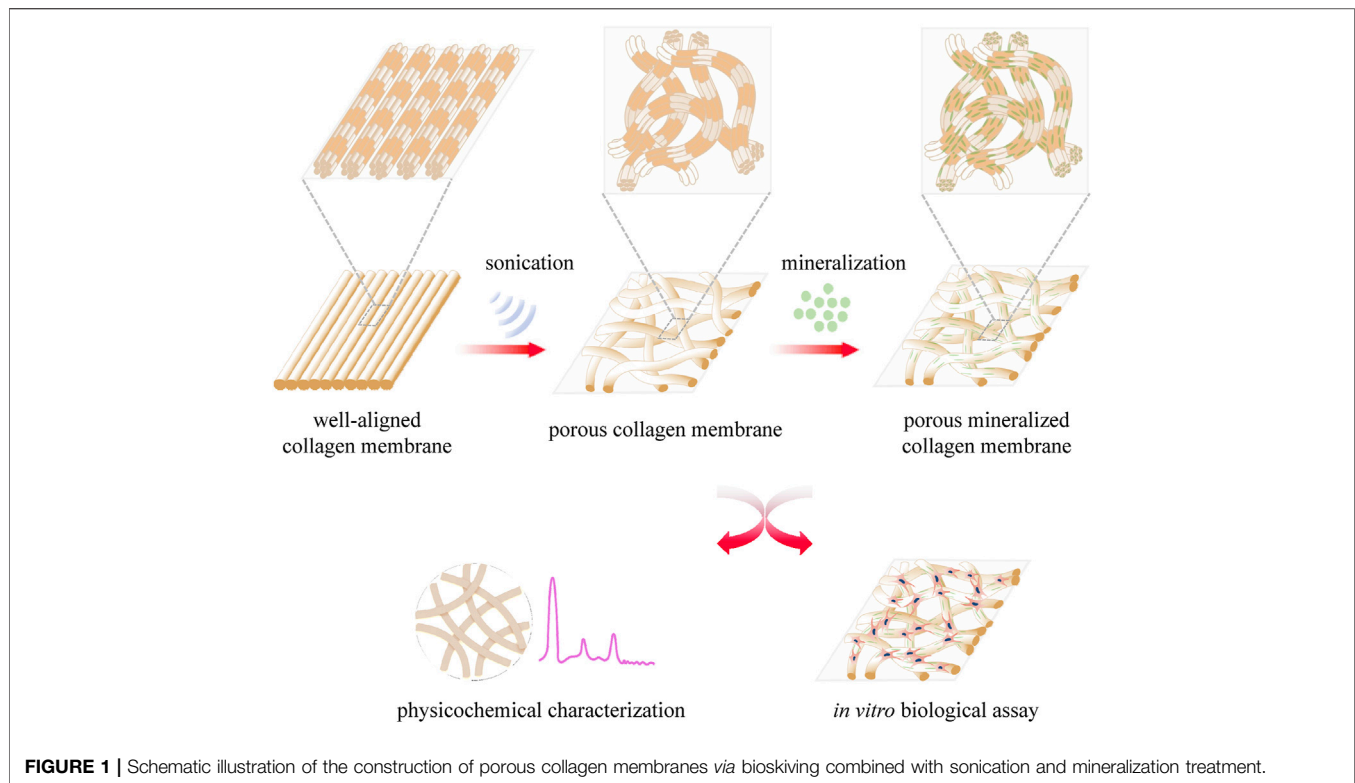 sonication
mineralization
well-aligned
collagen membrane
porous collagen membrane
porous mineralized
collagen membrane
physicochemical characterization
in vitro biological assay
FIGURE 1 | Schematic illustration of the construction of porous collagen membranes via bioskiving combined with sonication and mineralization treatment.